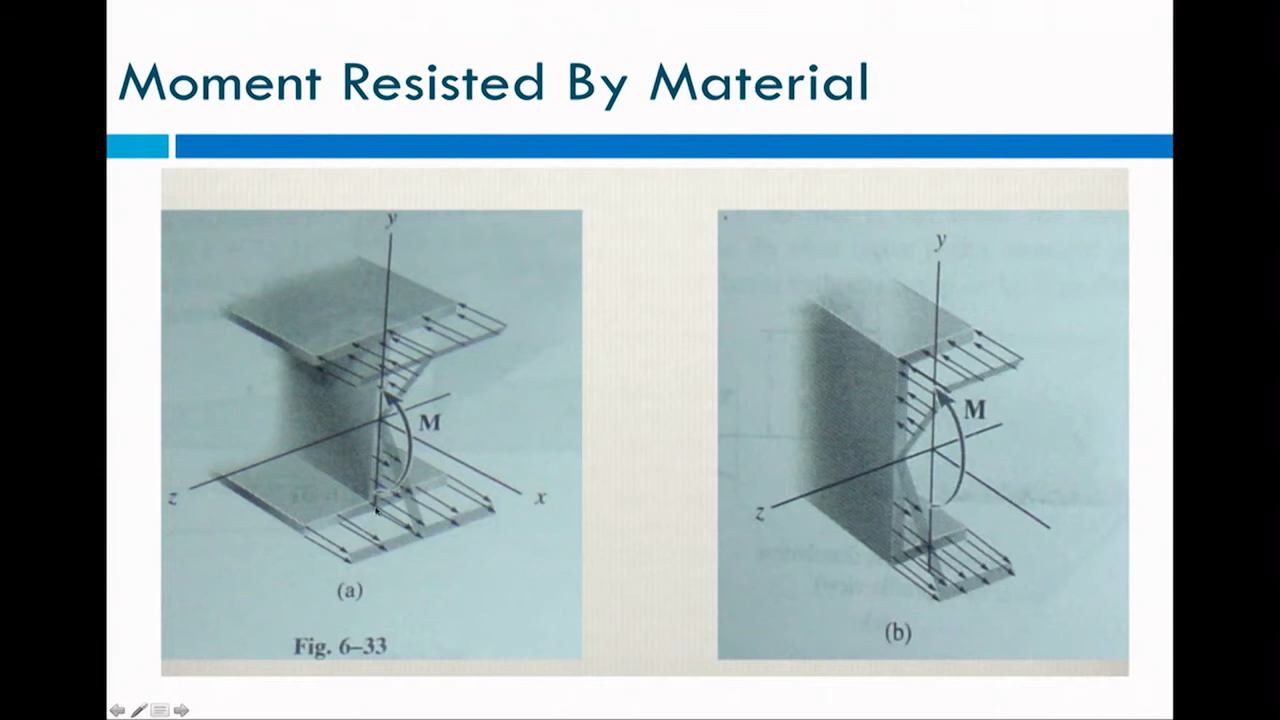 Moment Resisted By Material
y
M
z
x
(a)
Fig. 6–33
y
M
z
(b)